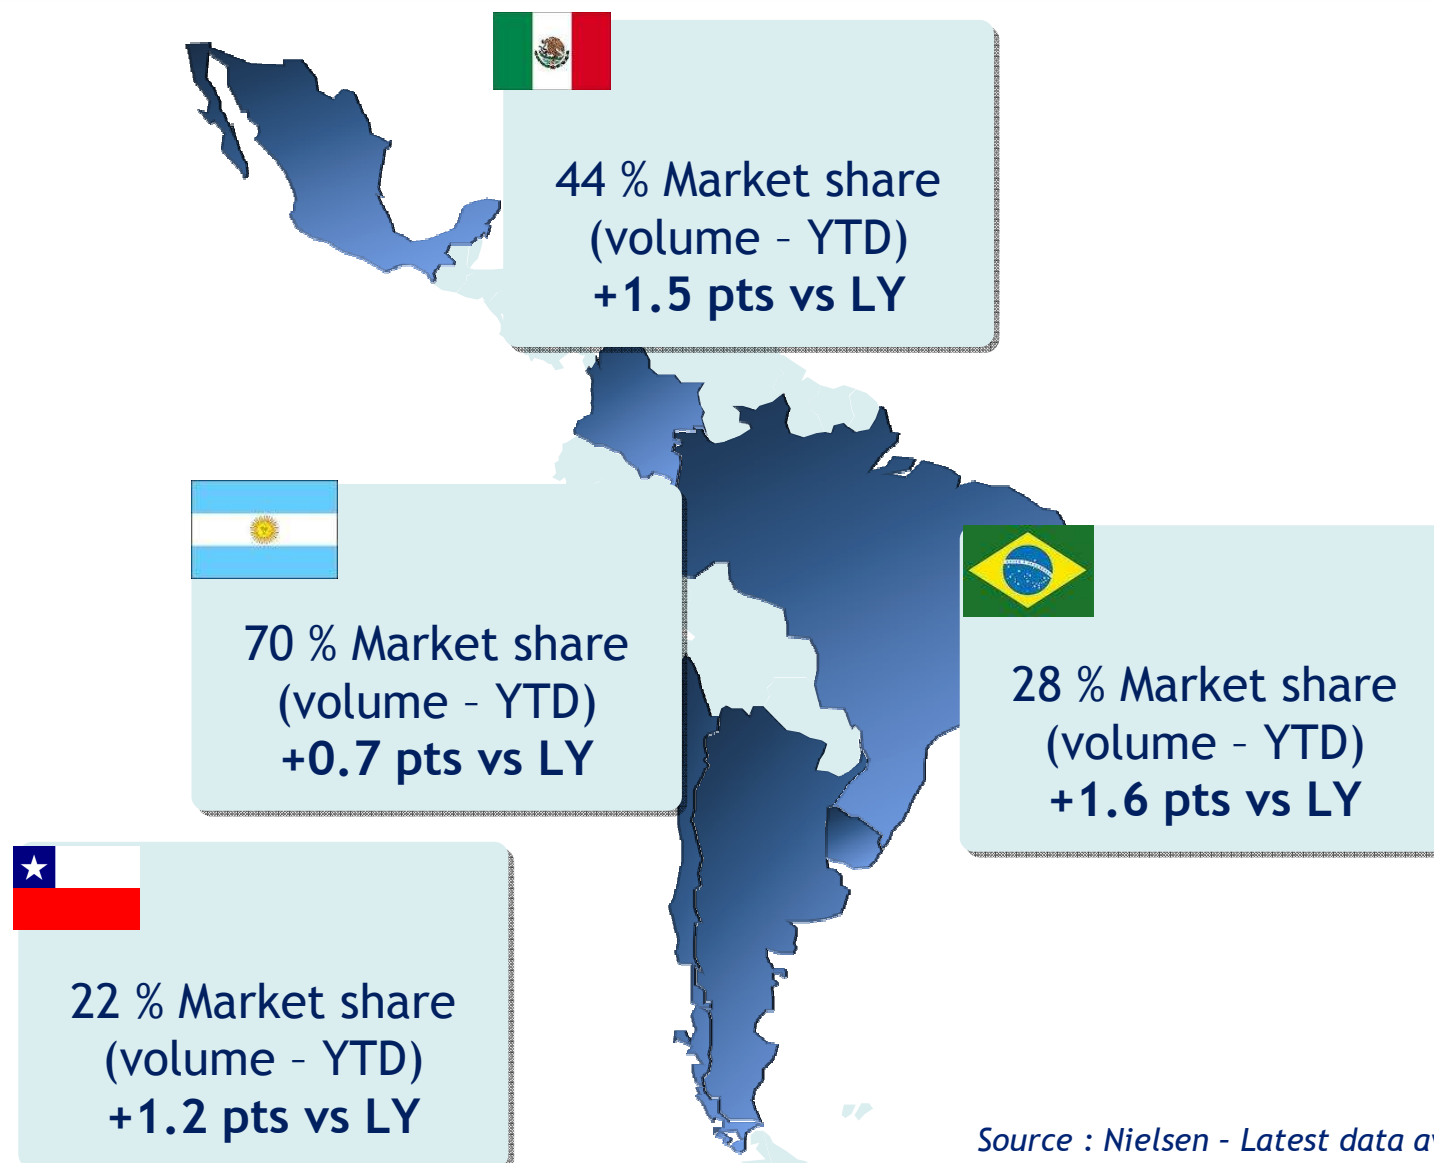 44 % Market share
(volume – YTD)
+1.5 pts vs LY
70 % Market share
(volume – YTD)
+0.7 pts vs LY
28 % Market share
(volume – YTD)
+1.6 pts vs LY
22 % Market share
(volume – YTD)
+1.2 pts vs LY
Source : Nielsen – Latest data